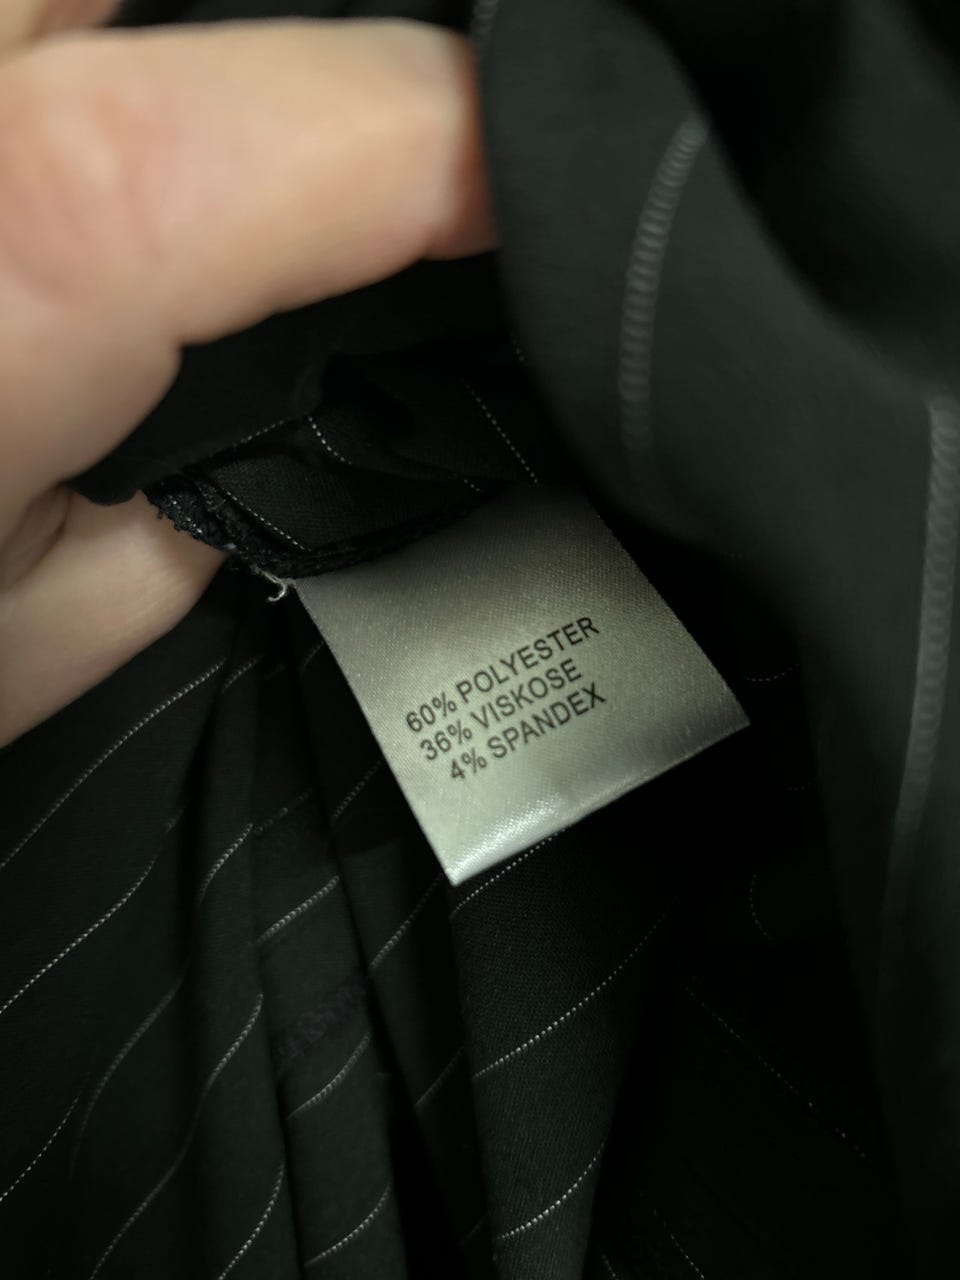 60% POLYESTER
36% VISKOSE
4% SPANDEX